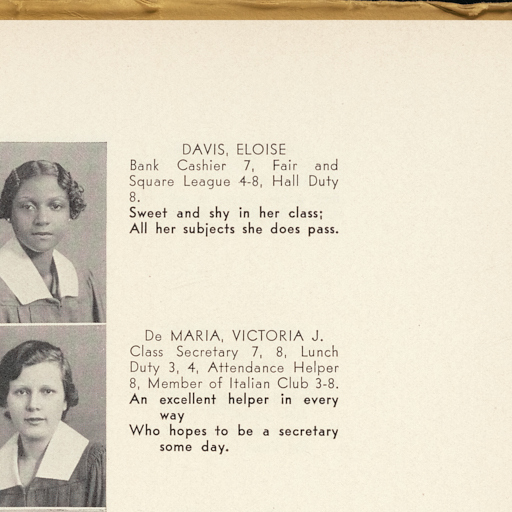 DAVIS, ELOISE
Bank Cashier 7, Fair and
Square League 4-8, Hall Duty
8.
Sweet and shy in her class;
All her subjects she does pass.
De MARIA, VICTORIA J.
Class Secretary 7, 8, Lunch
Duty 3, 4, Attendance Helper
8, Member of Italian Club 3-8.
An excellent helper in every
way
Who hopes to be a secretary
some day.